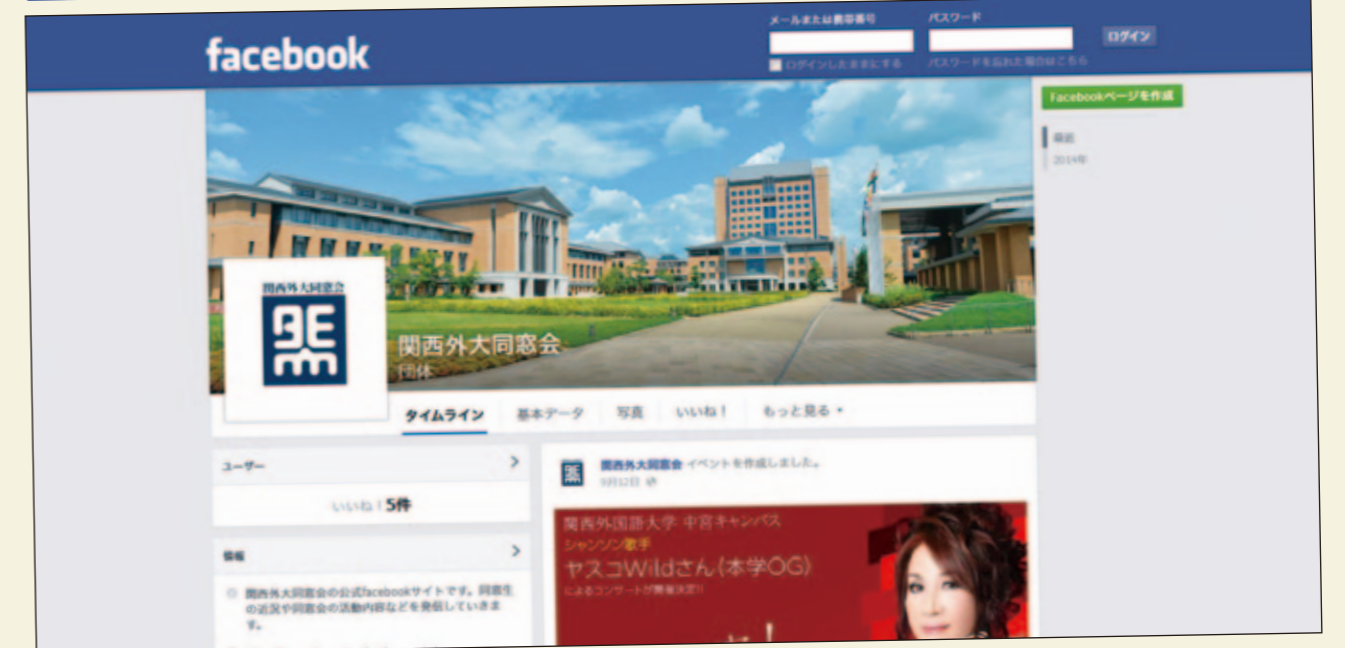 メールまたは携帯番号
パスワード
facebook
ログイン
ログインしたままにする
パスワードを忘れた場合はこちら
Facebookページを作成
最近
2014年
関西外大同窓会
関西外大同窓会
団体
タイムライン
基本データ
写真
いいね！
もっと見る
ユーザー
いいね！5件
情報
関西外大同窓会の公式facebookサイトです。同窓生
の近況や同窓会の活動内容などを発信していきま
す。
関西外大同窓会 イベントを作成しました。
9月12日
関西外国語大学 中宮キャンパス
シャンソン歌手
ヤスコWildさん(本学OG)
によるコンサートが開催決定!!